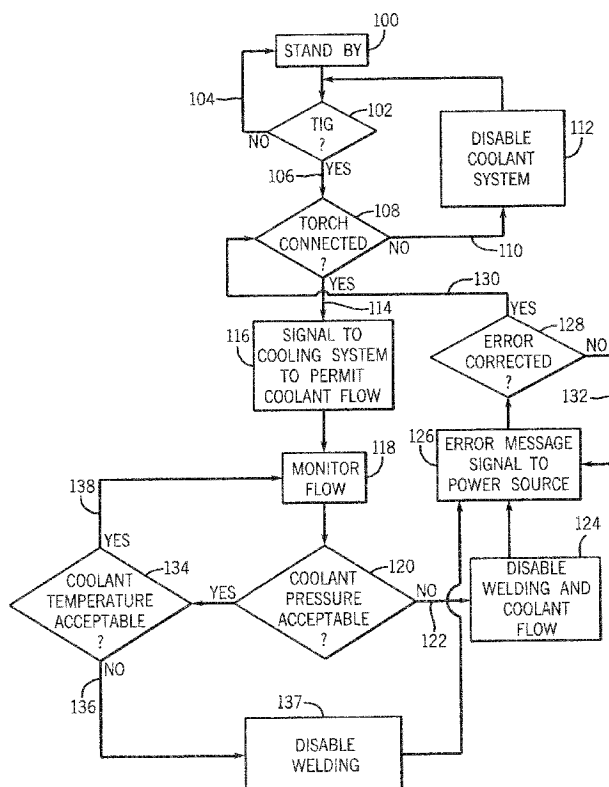 100
STAND BY
104
102
TIG
?
NO
YES
106
112
DISABLE
COOLANT
SYSTEM
108
TORCH
CONNECTED
?
NO
110
YES
114
130
116
SIGNAL TO
COOLING SYSTEM
TO PERMIT
COOLANT FLOW
YES
128
ERROR
CORRECTED
?
NO
132
118
MONITOR
FLOW
126
ERROR MESSAGE
SIGNAL TO
POWER SOURCE
138
YES
134
COOLANT
TEMPERATURE
ACCEPTABLE
?
YES
120
COOLANT
PRESSURE
ACCEPTABLE
?
NO
122
124
DISABLE
WELDING AND
COOLANT
FLOW
NO
136
137
DISABLE
WELDING